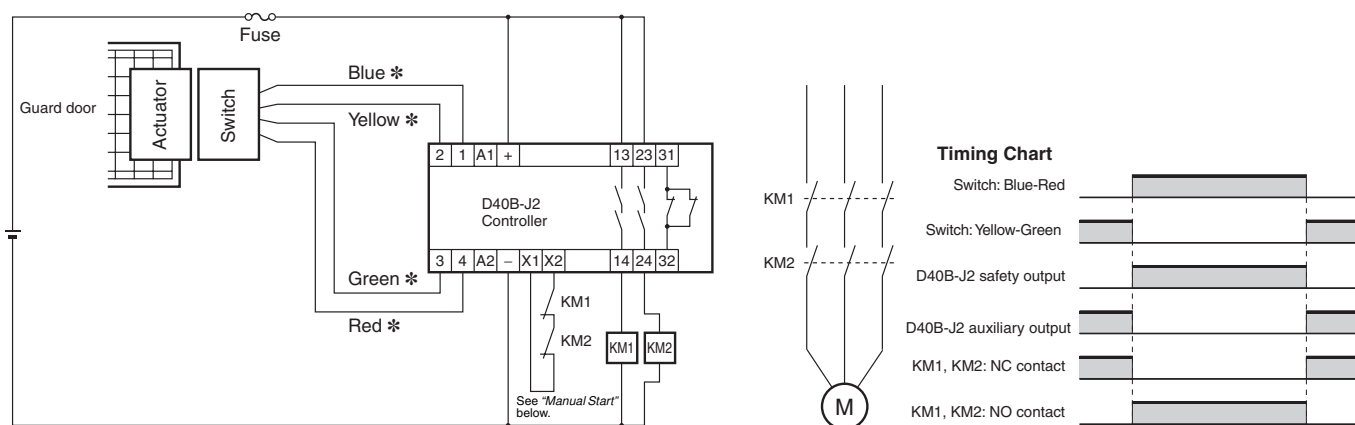 Fuse
Guard door
Actuator
Switch
Blue *
Yellow *
2 1 A1 + 13 23 31
D40B-J2
Controller
3 4 A2 − X1 X2 14 24 32
Green *
Red *
KM1
KM2
KM1 KM2
See "Manual Start"
below.
KM1
KM2
M
Timing Chart
Switch: Blue-Red
Switch: Yellow-Green
D40B-J2 safety output
D40B-J2 auxiliary output
KM1, KM2: NC contact
KM1, KM2: NO contact